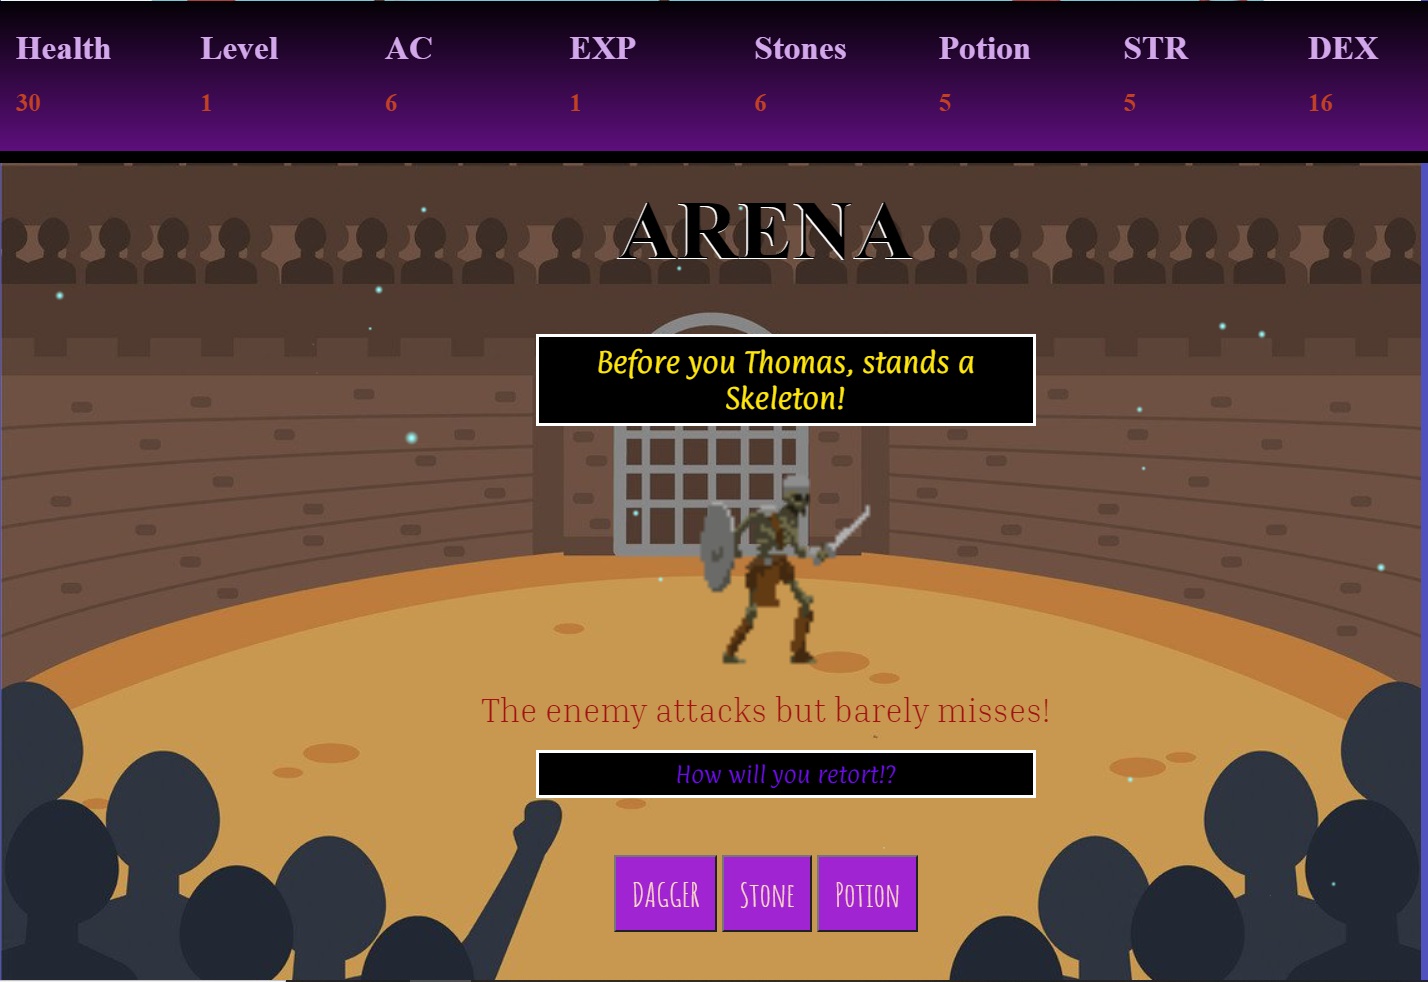 Health Level AC EXP Stones Potion STR DEX
30 1 6 1 6 5 5 16
ARENA
Before you Thomas, stands a
Skeleton!
The enemy attacks but barely misses!
How will you retort!?
DAGGER Stone Potion